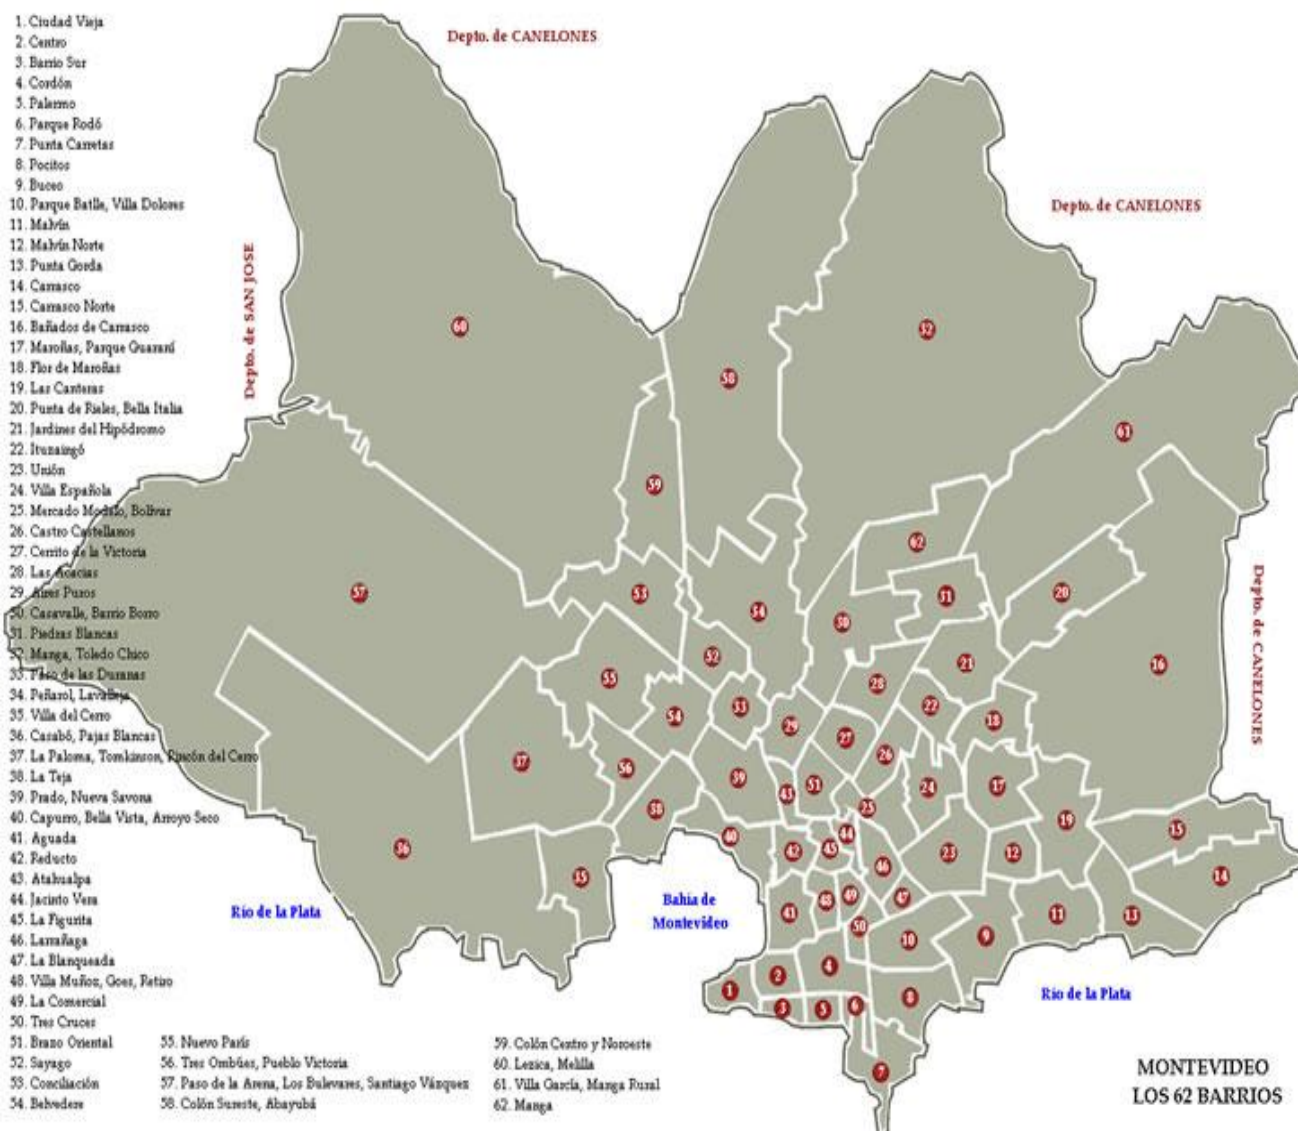 1. Ciudad Vieja
2. Centro
3. Barrio Sur
4. Cordón
5. Palermo
6. Parque Rodó
7. Punta Carretas
8. Pocitos
9. Buceo
10. Parque Batlle, Villa Dolores
11. Malvín
12. Malvín Norte
13. Punta Gorda
14. Carrasco
15. Carrasco Norte
16. Bañados de Carrasco
17. Maroñas, Parque Guaraní
18. Flor de Maroñas
19. Las Canteras
20. Punta de Rieles, Bella Italia
21. Jardines del Hipódromo
22. Ituzaingó
23. Unión
24. Villa Española
25. Mercado Modelo, Bolívar
26. Castro Castellanos
27. Cerrito de la Victoria
28. Las Acacias
29. Aires Puros
30. Casavalle, Barrio Borro
31. Piedras Blancas
32. Manga, Toledo Chico
33. Paso de las Duranas
34. Peñarol, Lavalleja
35. Villa del Cerro
36. Casabó, Pajas Blancas
37. La Paloma, Tomkinson, Rincón del Cerro
38. La Teja
39. Prado, Nueva Savona
40. Capurro, Bella Vista, Arroyo Seco
41. Aguada
42. Reducto
43. Atahualpa
44. Jacinto Vera
45. La Figurita
46. Larrañaga
47. La Blanqueada
48. Villa Muñoz, Goes, Retiro
49. La Comercial
50. Tres Cruces
51. Brazo Oriental
52. Sayago
53. Conciliación
54. Belvedere
55. Nuevo París
56. Tres Ombúes, Pueblo Victoria
57. Paso de la Arena, Los Bulevares, Santiago Vázquez
58. Colón Sureste, Abayubá
59. Colón Centro y Noroeste
60. Lezica, Melilla
61. Villa García, Manga Rural
62. Manga
Depto. de CANELONES
Depto. de CANELONES
Depto. de SAN JOSE
Depto. de CANELONES
60
32
58
61
59
62
57
53
20
31
34
30
52
21
16
55
28
33
22
54
18
29
27
26
37
56
39
51
17
24
43
25
38
19
15
44
40
36
45
42
23
12
46
14
35
49
47
48
41
11
13
50
9
10
4
2
1
8
6
3
5
7
Río de la Plata
Bahía de
Montevideo
Río de la Plata
MONTEVIDEO
LOS 62 BARRIOS